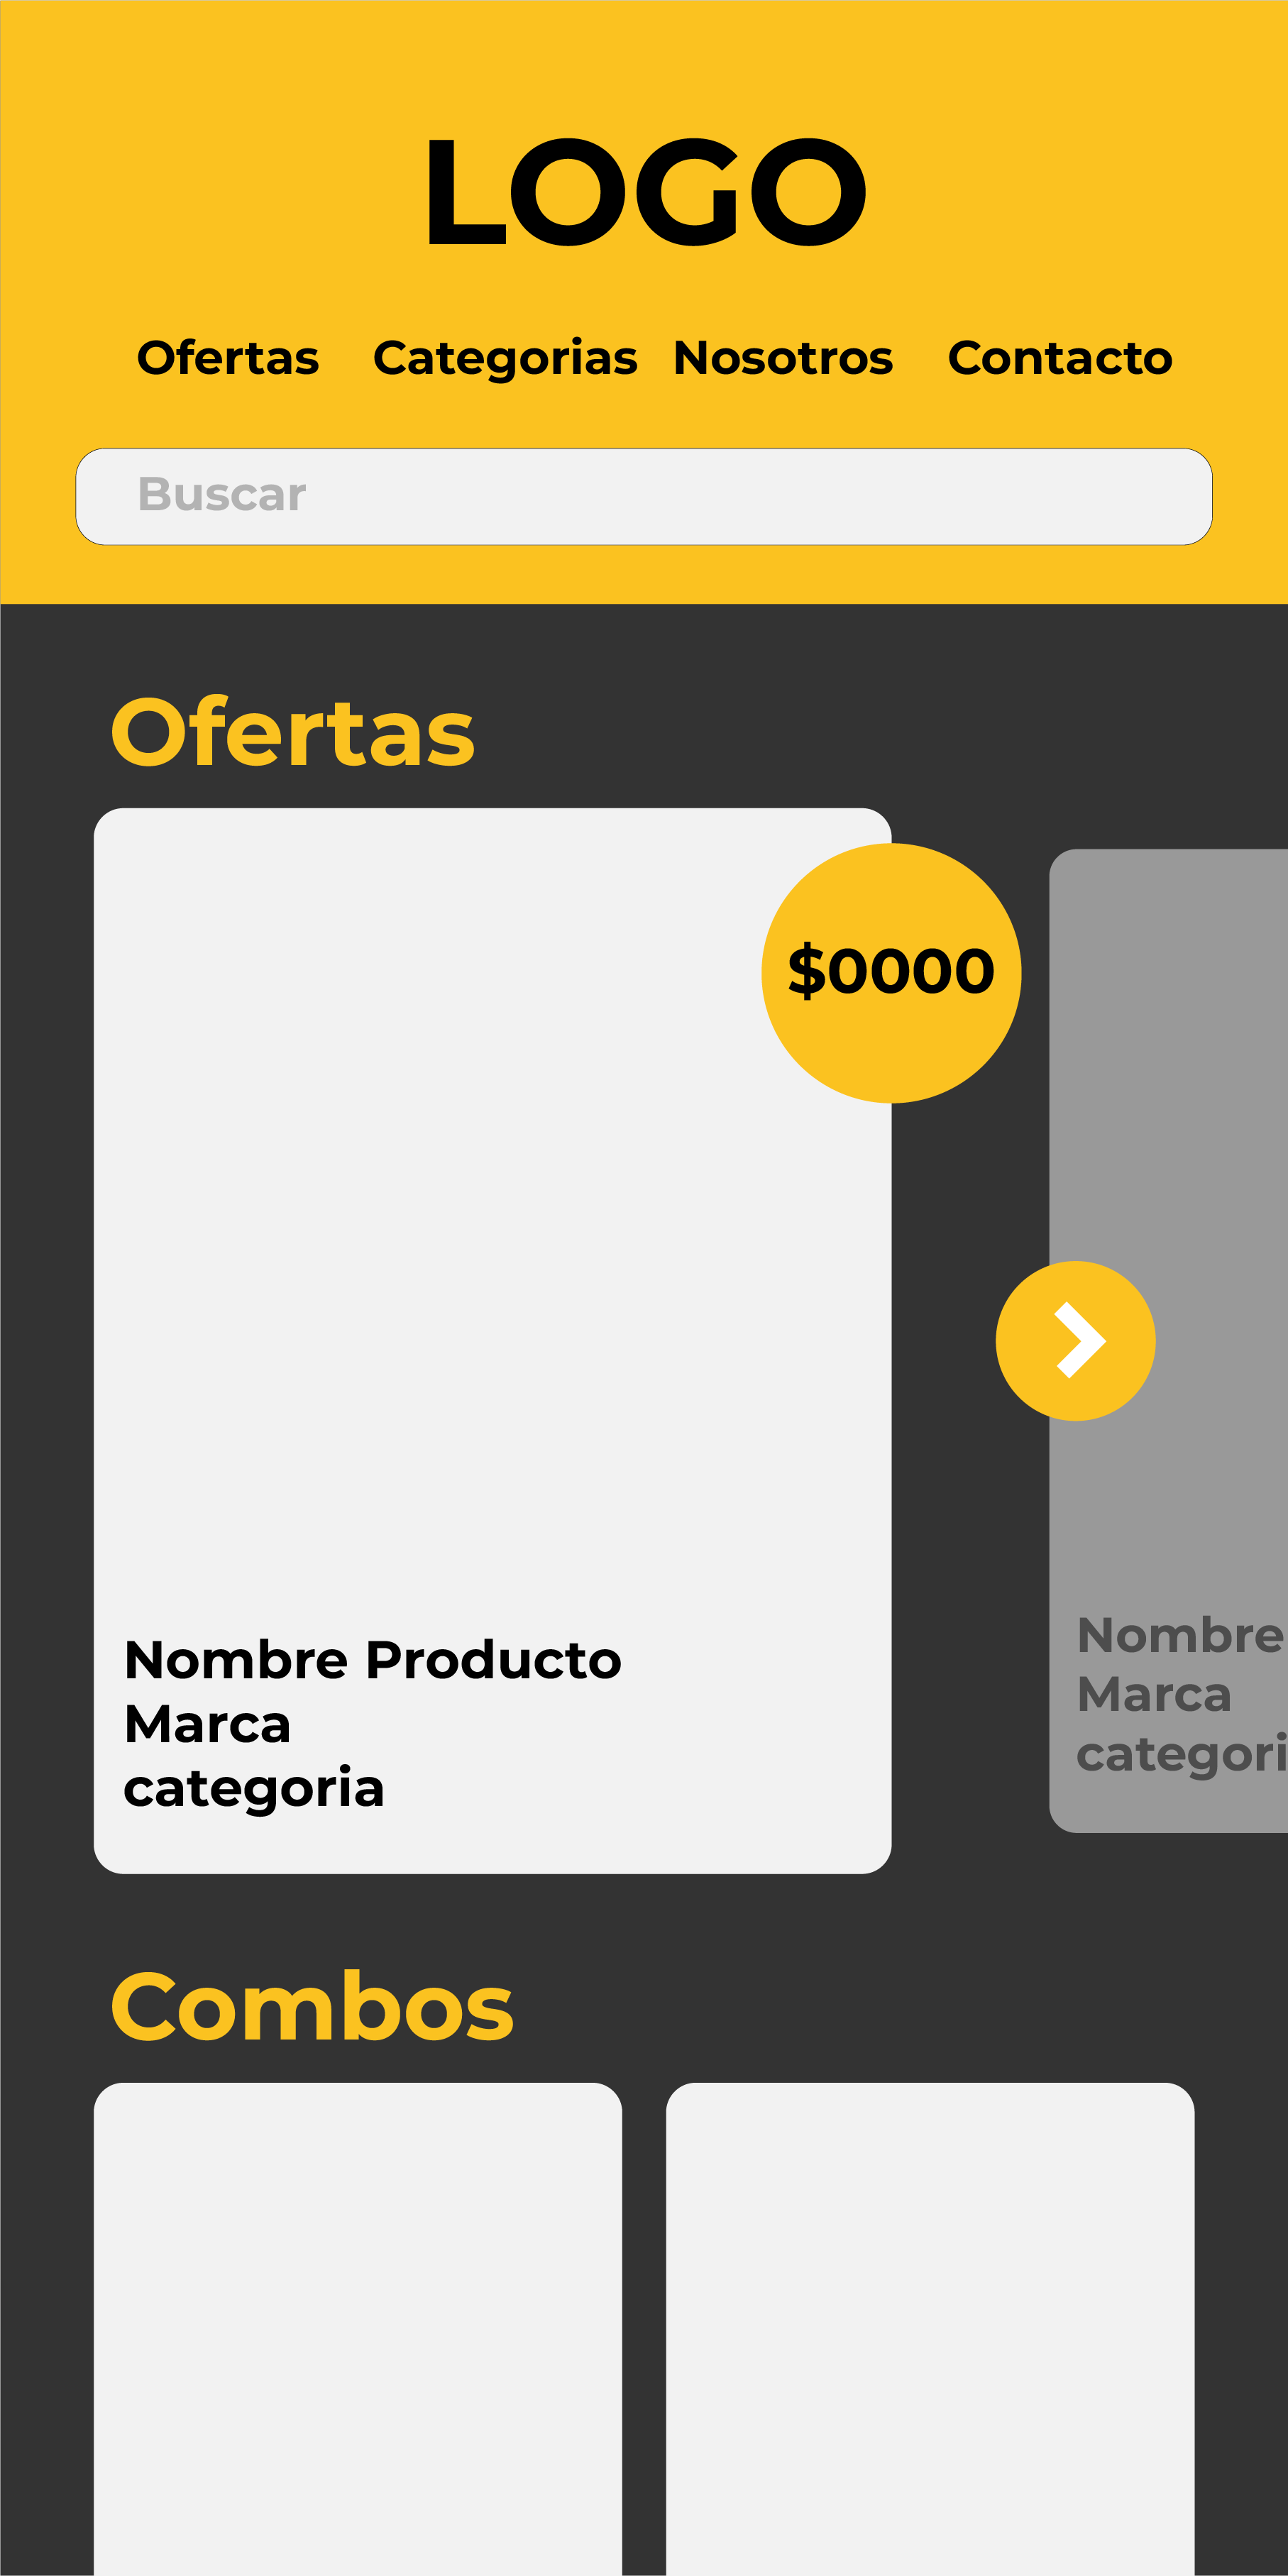 LOGO
Ofertas Categorias Nosotros Contacto
Buscar
Ofertas
$0000
Nombre Producto
Marca
categoria
Nombre
Marca
categori
Combos